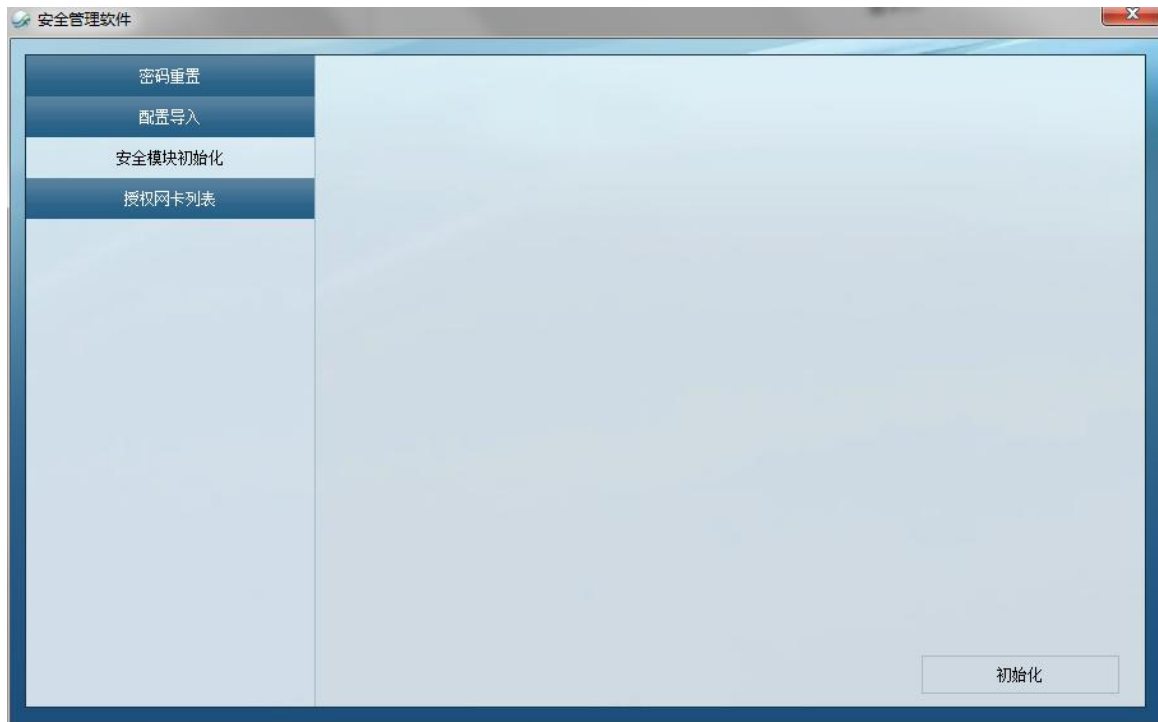 安全管理软件
密码重置
配置导入
安全模块初始化
授权网卡列表
初始化